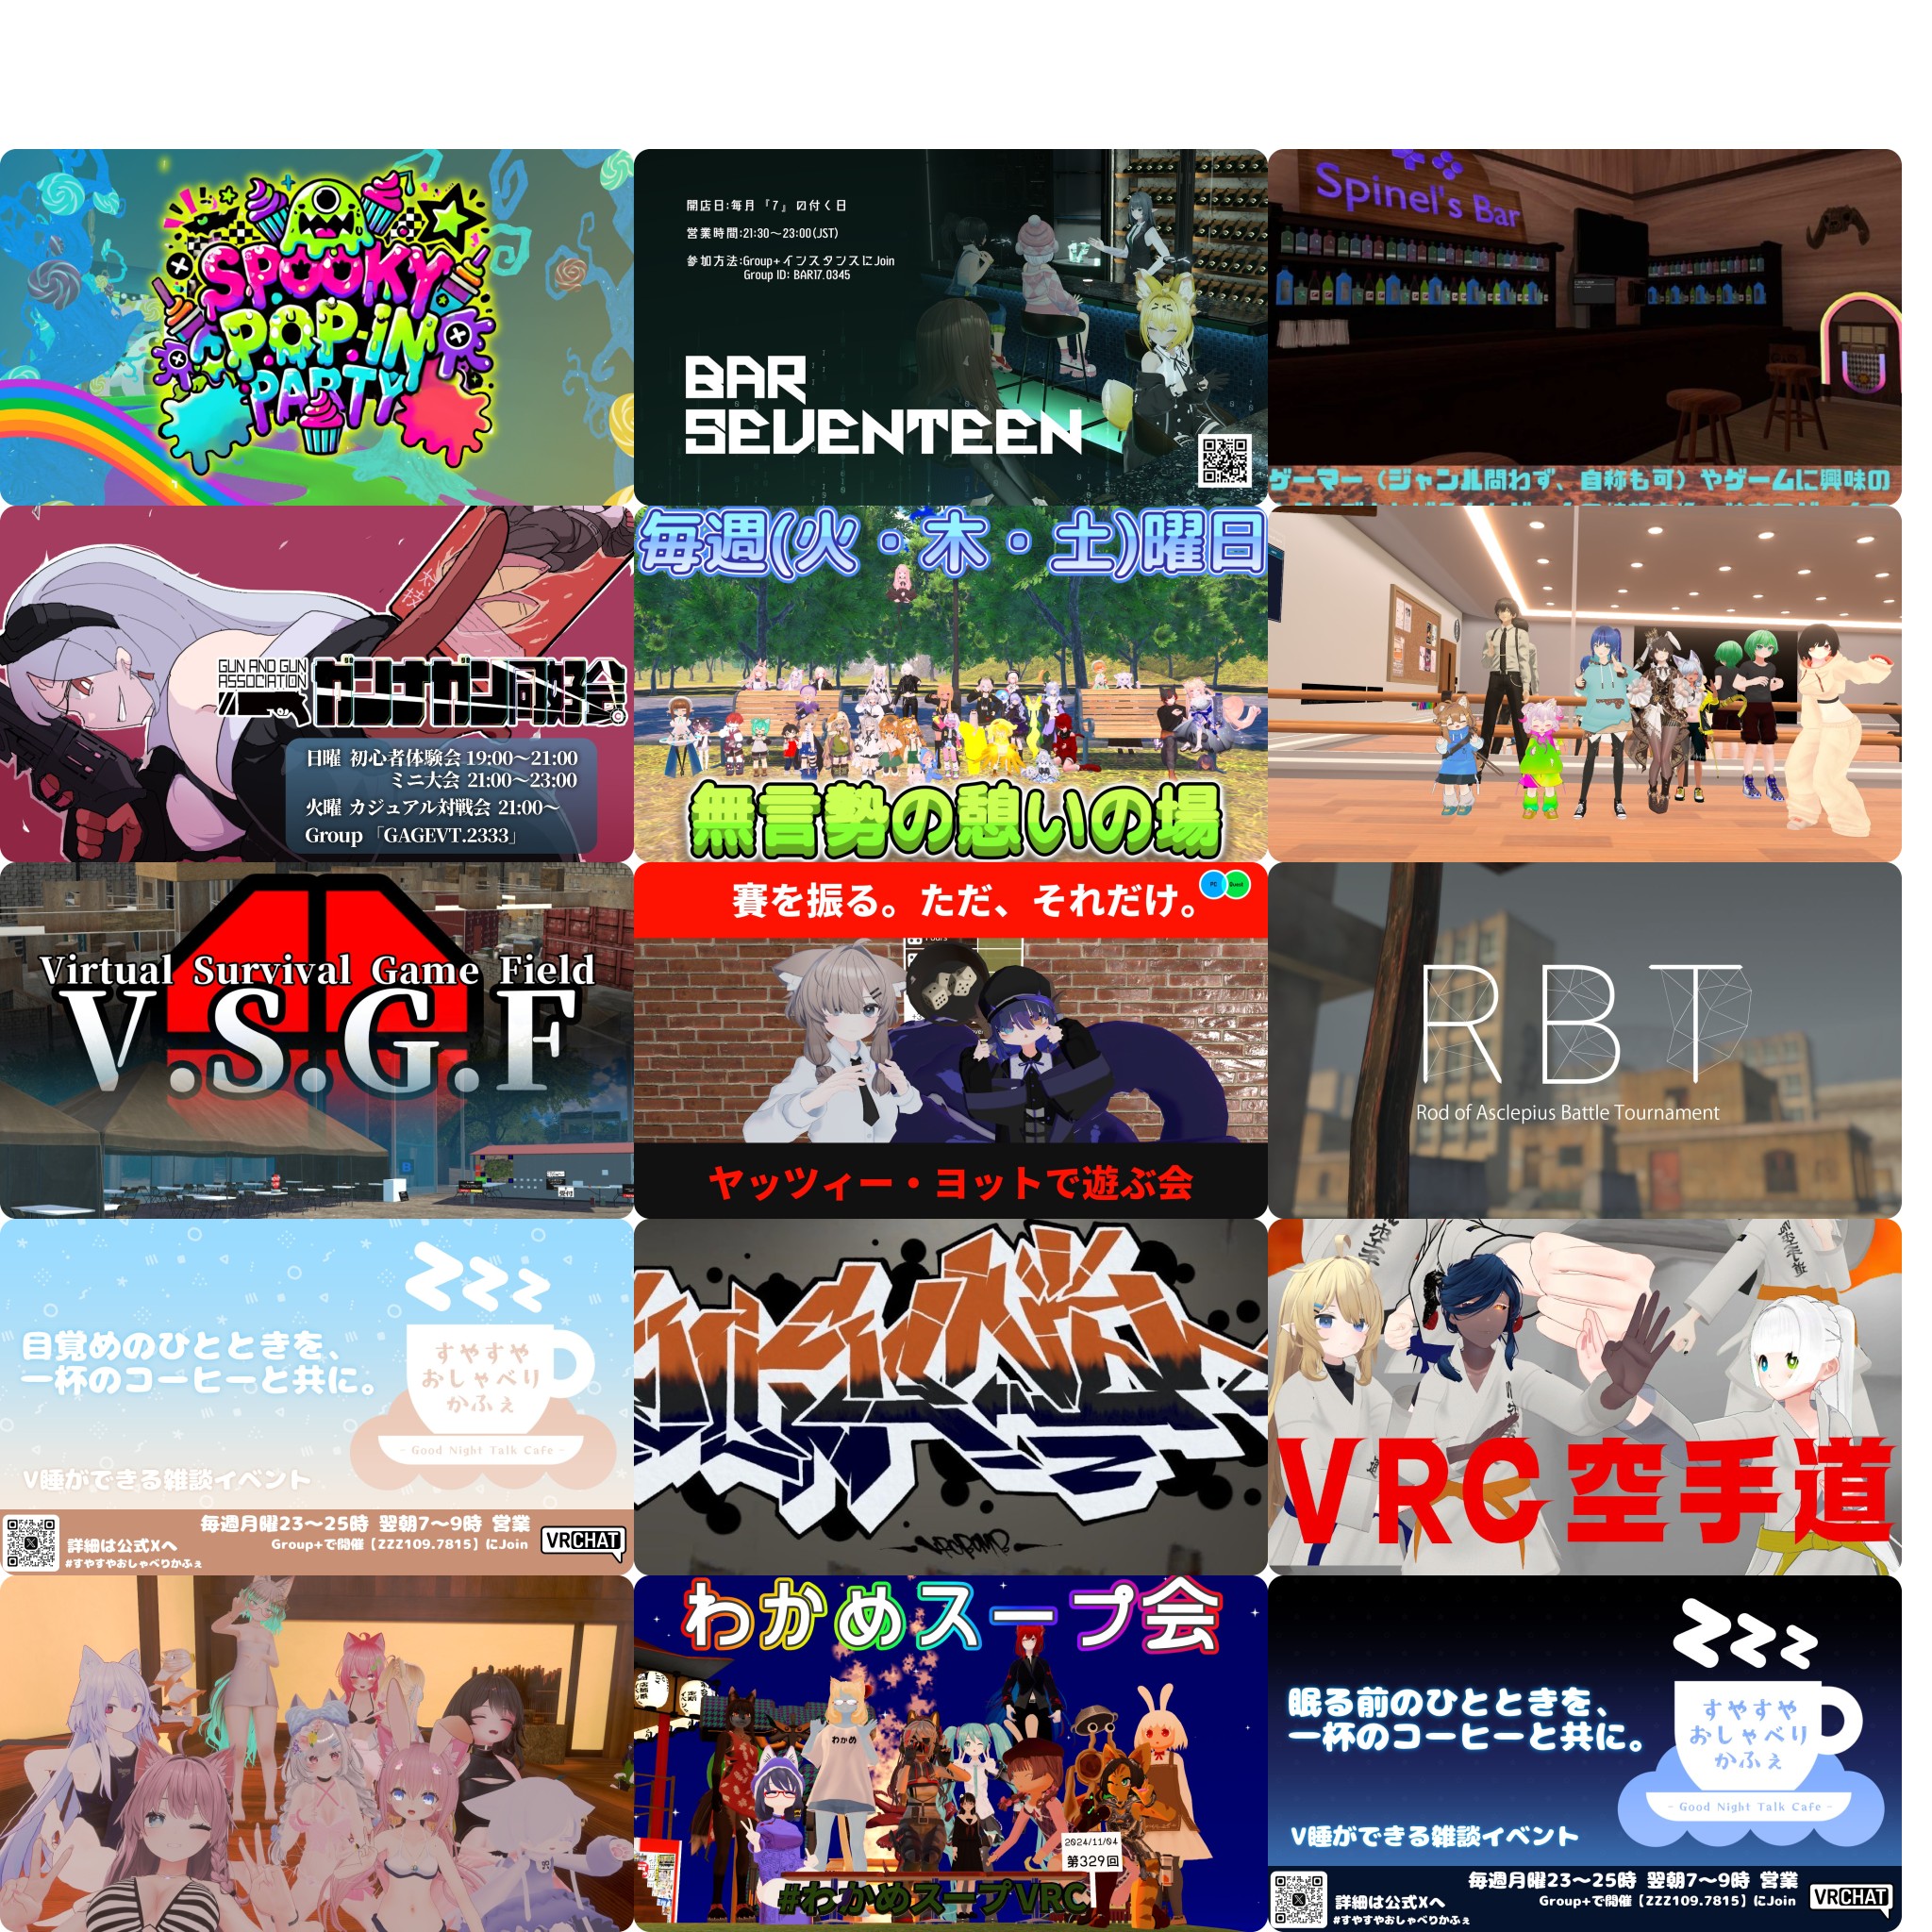 SPOOKY
POP-IN
PARTY
開店日:毎月『7』の付く日
営業時間:21:30～23:00(JST)
参加方法:Group+インスタンスにJoin
Group ID: BAR17.0345
BAR
SEVENTEEN
Spinel's Bar
ゲーマー（ジャンル問わず、自称も可）やゲームに興味の
GUN AND GUN
ASSOCIATION
ガンナガン同好会
日曜 初心者体験会 19:00～21:00
ミニ大会 21:00～23:00
火曜 カジュアル対戦会 21:00～
Group 「GAGEVT.2333」
毎週(火・木・土)曜日
無言勢の憩いの場
Virtual Survival Game Field
V.S.G.F
賽を振る。ただ、それだけ。
PC
Quest
ヤッツィー・ヨットで遊ぶ会
RBT
Rod of Asclepius Battle Tournament
zzz
目覚めのひとときを、
一杯のコーヒーと共に。
すやすや
おしゃべり
かふぇ
- Good Night Talk Cafe -
V睡ができる雑談イベント
毎週月曜23～25時 翌朝7～9時 営業
詳細は公式Xへ
Group+で開催【ZZZ109.7815】にJoin
#すやすやおしゃべりかふぇ
VRCHAT
VRC空手道
わかめスープ会
わかめ
2024/11/04
第329回
#わかめスープVRC
zzz
眠る前のひとときを、
一杯のコーヒーと共に。
すやすや
おしゃべり
かふぇ
- Good Night Talk Cafe -
V睡ができる雑談イベント
毎週月曜23～25時 翌朝7～9時 営業
詳細は公式Xへ
Group+で開催【ZZZ109.7815】にJoin
#すやすやおしゃべりかふぇ
VRCHAT